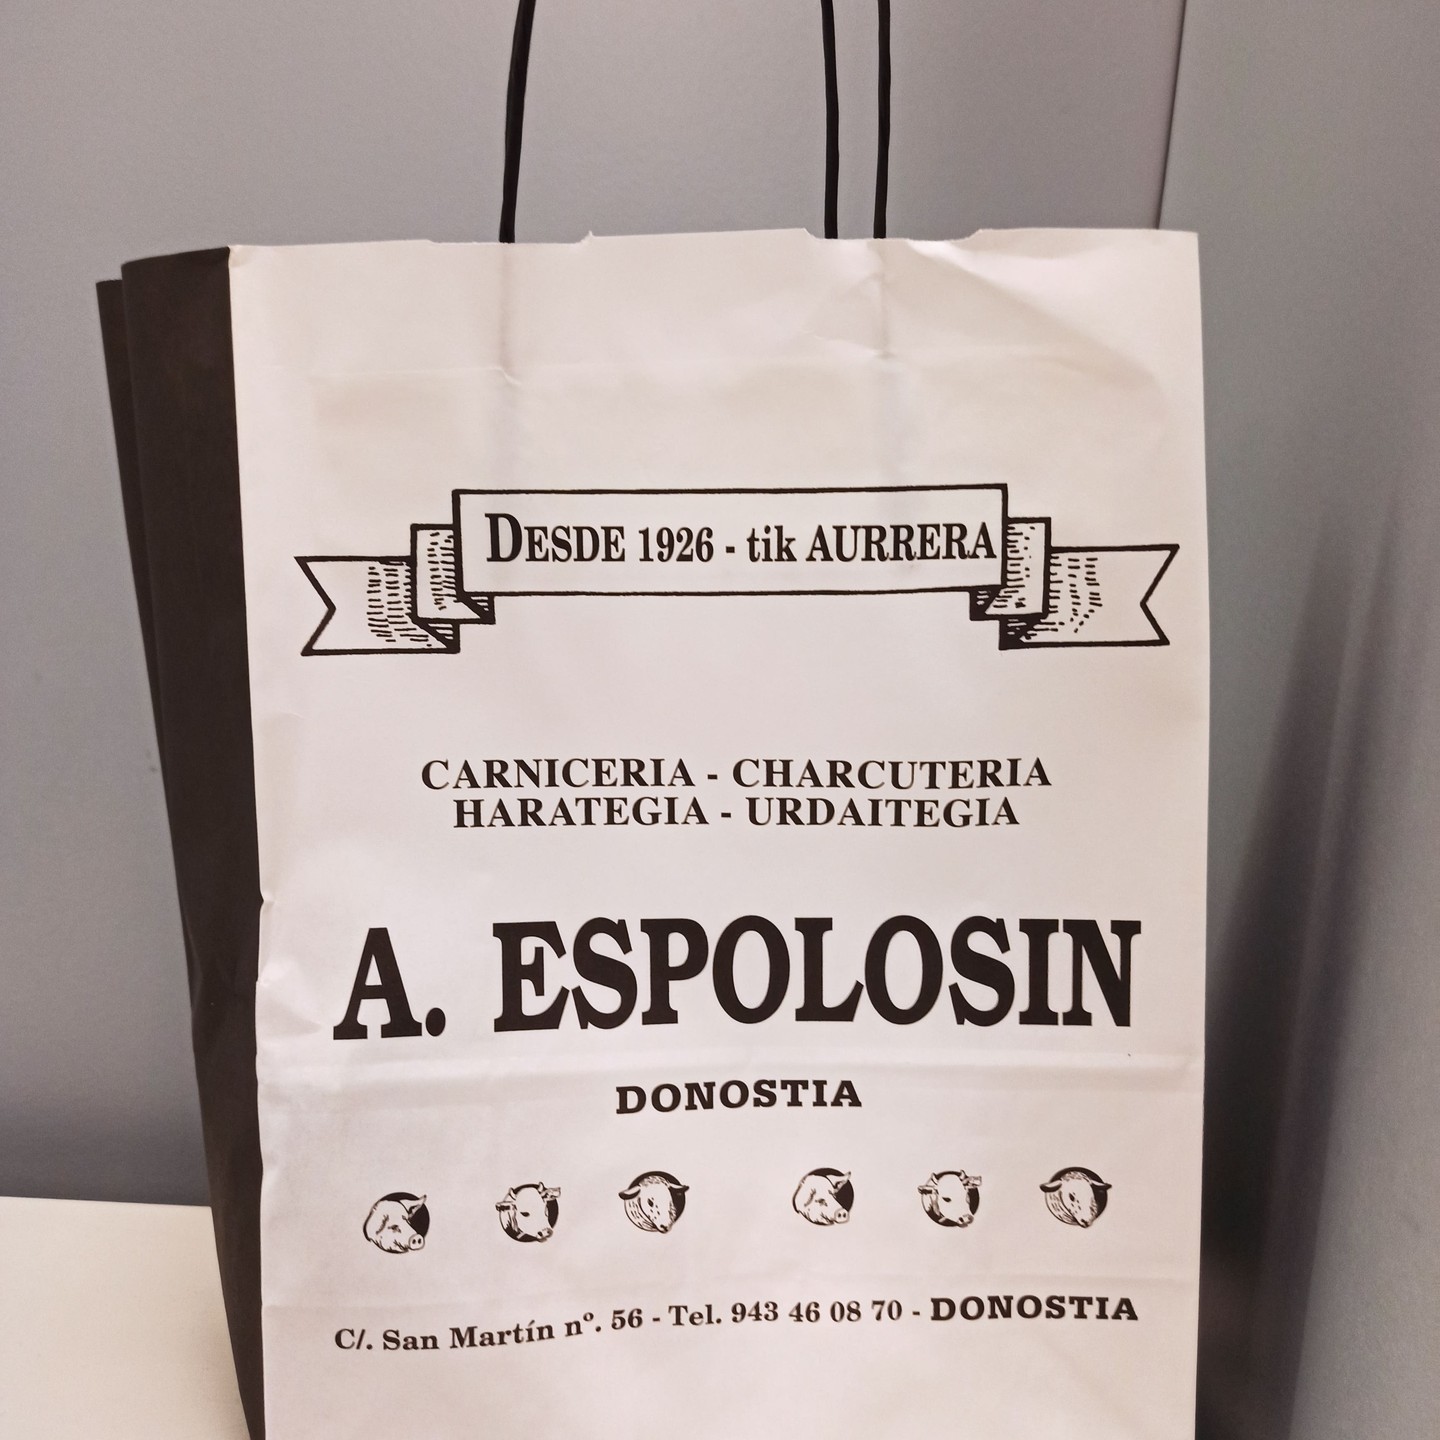 DESDE 1926 - tik AURRERA
CARNICERIA - CHARCUTERIA
HARATEGIA - URDAITEGIA
A. ESPOLOSIN
DONOSTIA
C/. San Martín nº. 56 - Tel. 943 46 08 70 - DONOSTIA